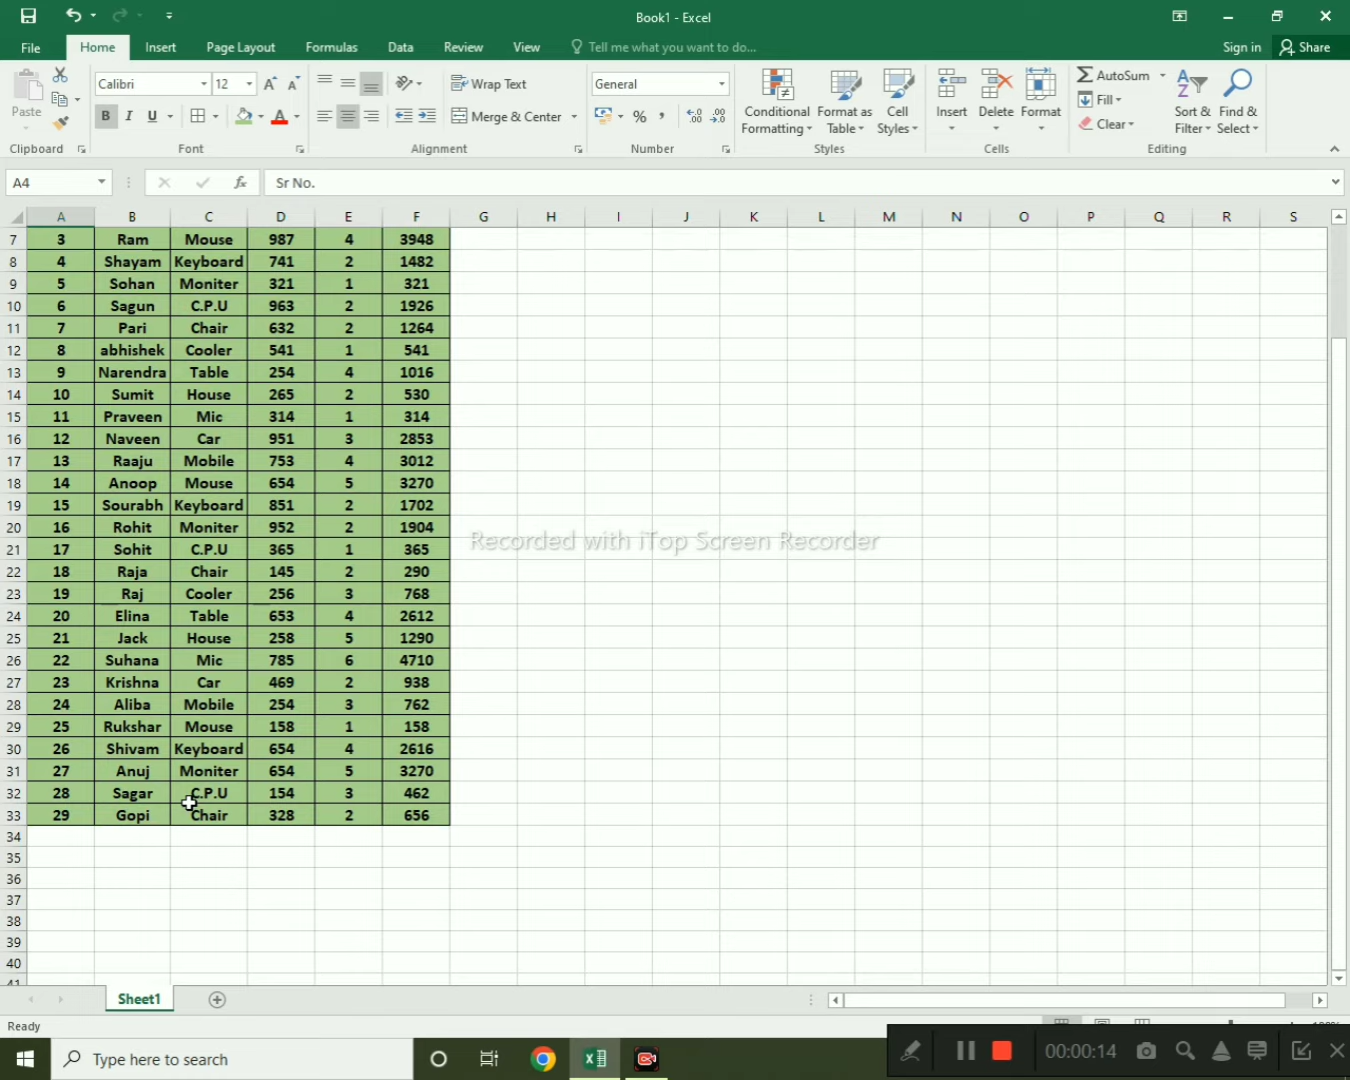 Book1 - Excel
File Home Insert Page Layout Formulas Data Review View Tell me what you want to do... Sign in Share
Calibri 12 Wrap Text General AutoSum
Paste B I U Merge & Center % , Conditional Formatting Format as Table Cell Styles Insert Delete Format Fill Clear Sort & Filter Find & Select
Clipboard Font Alignment Number Styles Cells Editing
A4 fx Sr No.
A B C D E F G H I J K L M N O P Q R S
7 3 Ram Mouse 987 4 3948
8 4 Shayam Keyboard 741 2 1482
9 5 Sohan Moniter 321 1 321
10 6 Sagun C.P.U 963 2 1926
11 7 Pari Chair 632 2 1264
12 8 abhishek Cooler 541 1 541
13 9 Narendra Table 254 4 1016
14 10 Sumit House 265 2 530
15 11 Praveen Mic 314 1 314
16 12 Naveen Car 951 3 2853
17 13 Raaju Mobile 753 4 3012
18 14 Anoop Mouse 654 5 3270
19 15 Sourabh Keyboard 851 2 1702
20 16 Rohit Moniter 952 2 1904
21 17 Sohit C.P.U 365 1 365
22 18 Raja Chair 145 2 290
23 19 Raj Cooler 256 3 768
24 20 Elina Table 653 4 2612
25 21 Jack House 258 5 1290
26 22 Suhana Mic 785 6 4710
27 23 Krishna Car 469 2 938
28 24 Aliba Mobile 254 3 762
29 25 Rukshar Mouse 158 1 158
30 26 Shivam Keyboard 654 4 2616
31 27 Anuj Moniter 654 5 3270
32 28 Sagar C.P.U 154 3 462
33 29 Gopi Chair 328 2 656
34
35
36
37
38
39
40
41
Recorded with iTop Screen Recorder
Sheet1
Ready
Type here to search 00:00:14